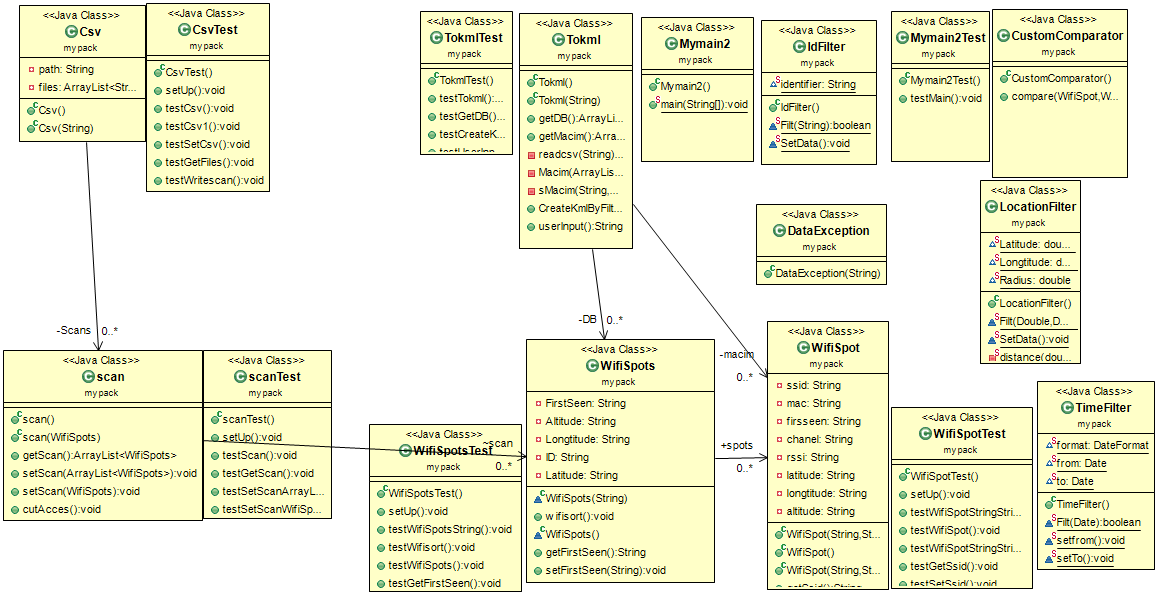 <<Java Class>>
Csv
mypack
path: String
files: ArrayList<Str...
Csv()
Csv(String)
<<Java Class>>
CsvTest
mypack
CsvTest()
setUp():void
testCsv():void
testCsv1():void
testSetCsv():void
testGetFiles():void
testWritescan():void
<<Java Class>>
TokmlTest
mypack
TokmlTest()
testTokml():...
testGetDB()...
testCreateK...
<<Java Class>>
Tokml
mypack
Tokml()
Tokml(String)
getDB():ArrayLi...
getMacim():Arra...
readcsv(String)...
Macim(ArrayLis...
sMacim(String,...
CreateKmlByFilt...
userInput():String
<<Java Class>>
Mymain2
mypack
Mymain2()
main(String[]):void
<<Java Class>>
IdFilter
mypack
identifier: String
IdFilter()
Filt(String):boolean
SetData():void
<<Java Class>>
Mymain2Test
mypack
Mymain2Test()
testMain():void
<<Java Class>>
CustomComparator
mypack
CustomComparator()
compare(WifiSpot,W...
<<Java Class>>
LocationFilter
mypack
Latitude: dou...
Longtitude: d...
Radius: double
LocationFilter()
Filt(Double,D...
SetData():void
distance(dou...
<<Java Class>>
DataException
mypack
DataException(String)
-Scans
0..*
-DB
0..*
-macim
0..*
<<Java Class>>
scan
mypack
scan()
scan(WifiSpots)
getScan():ArrayList<WifiSpots>
setScan(ArrayList<WifiSpots>):void
setScan(WifiSpots):void
cutAcces():void
<<Java Class>>
scanTest
mypack
scanTest()
setUp():void
testScan():void
testGetScan():void
testSetScanArrayL...
testSetScanWifiSp...
<<Java Class>>
WifiSpotsTest
mypack
WifiSpotsTest()
setUp():void
testWifiSpotsString():void
testWifisort():void
testWifiSpots():void
testGetFirstSeen():void
~scan
0..*
<<Java Class>>
WifiSpots
mypack
FirstSeen: String
Altitude: String
Longtitude: String
ID: String
Latitude: String
WifiSpots(String)
wifisort():void
WifiSpots()
getFirstSeen():String
setFirstSeen(String):void
+spots
0..*
<<Java Class>>
WifiSpot
mypack
ssid: String
mac: String
firsseen: String
chanel: String
rssi: String
latitude: String
longtitude: String
altitude: String
WifiSpot(String,St...
WifiSpot()
WifiSpot(String,St...
getSsid():String
<<Java Class>>
WifiSpotTest
mypack
WifiSpotTest()
setUp():void
testWifiSpotStringStri...
testWifiSpot():void
testWifiSpotStringStri...
testGetSsid():void
testSetSsid():void
<<Java Class>>
TimeFilter
mypack
format: DateFormat
from: Date
to: Date
TimeFilter()
Filt(Date):boolean
setfrom():void
setTo():void